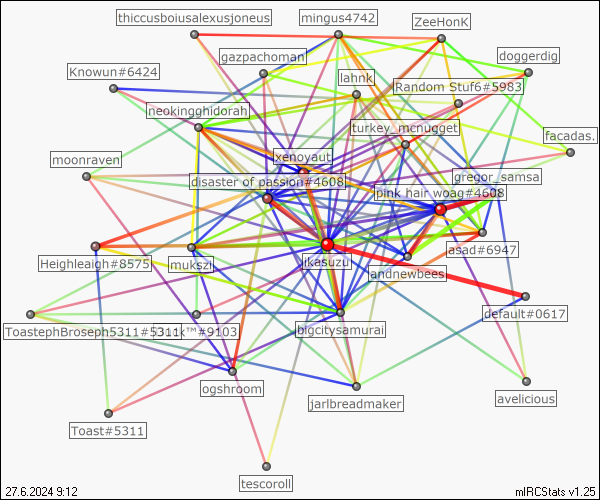 thiccusboiusalexusjoneus
mingus4742
ZeeHonK
gazpachoman
doggerdig
Knowun#6424
lahnk
Random Stuf6#5983
neokingghidorah
turkey_mcnugget
facadas.
xenoyaut
moonraven
gregor_samsa
disaster of passion#4608
pink hair woag#4608
asad#6947
Heighleigh#8575
mukszi
ikasuzu
andnewbees
default#0617
ToastephBroseph5311#5311
k™#9103
bigcitysamurai
ogshroom
jarlbreadmaker
avelicious
Toast#5311
tescoroll
27.6.2024 9:12
mIRCStats v1.25